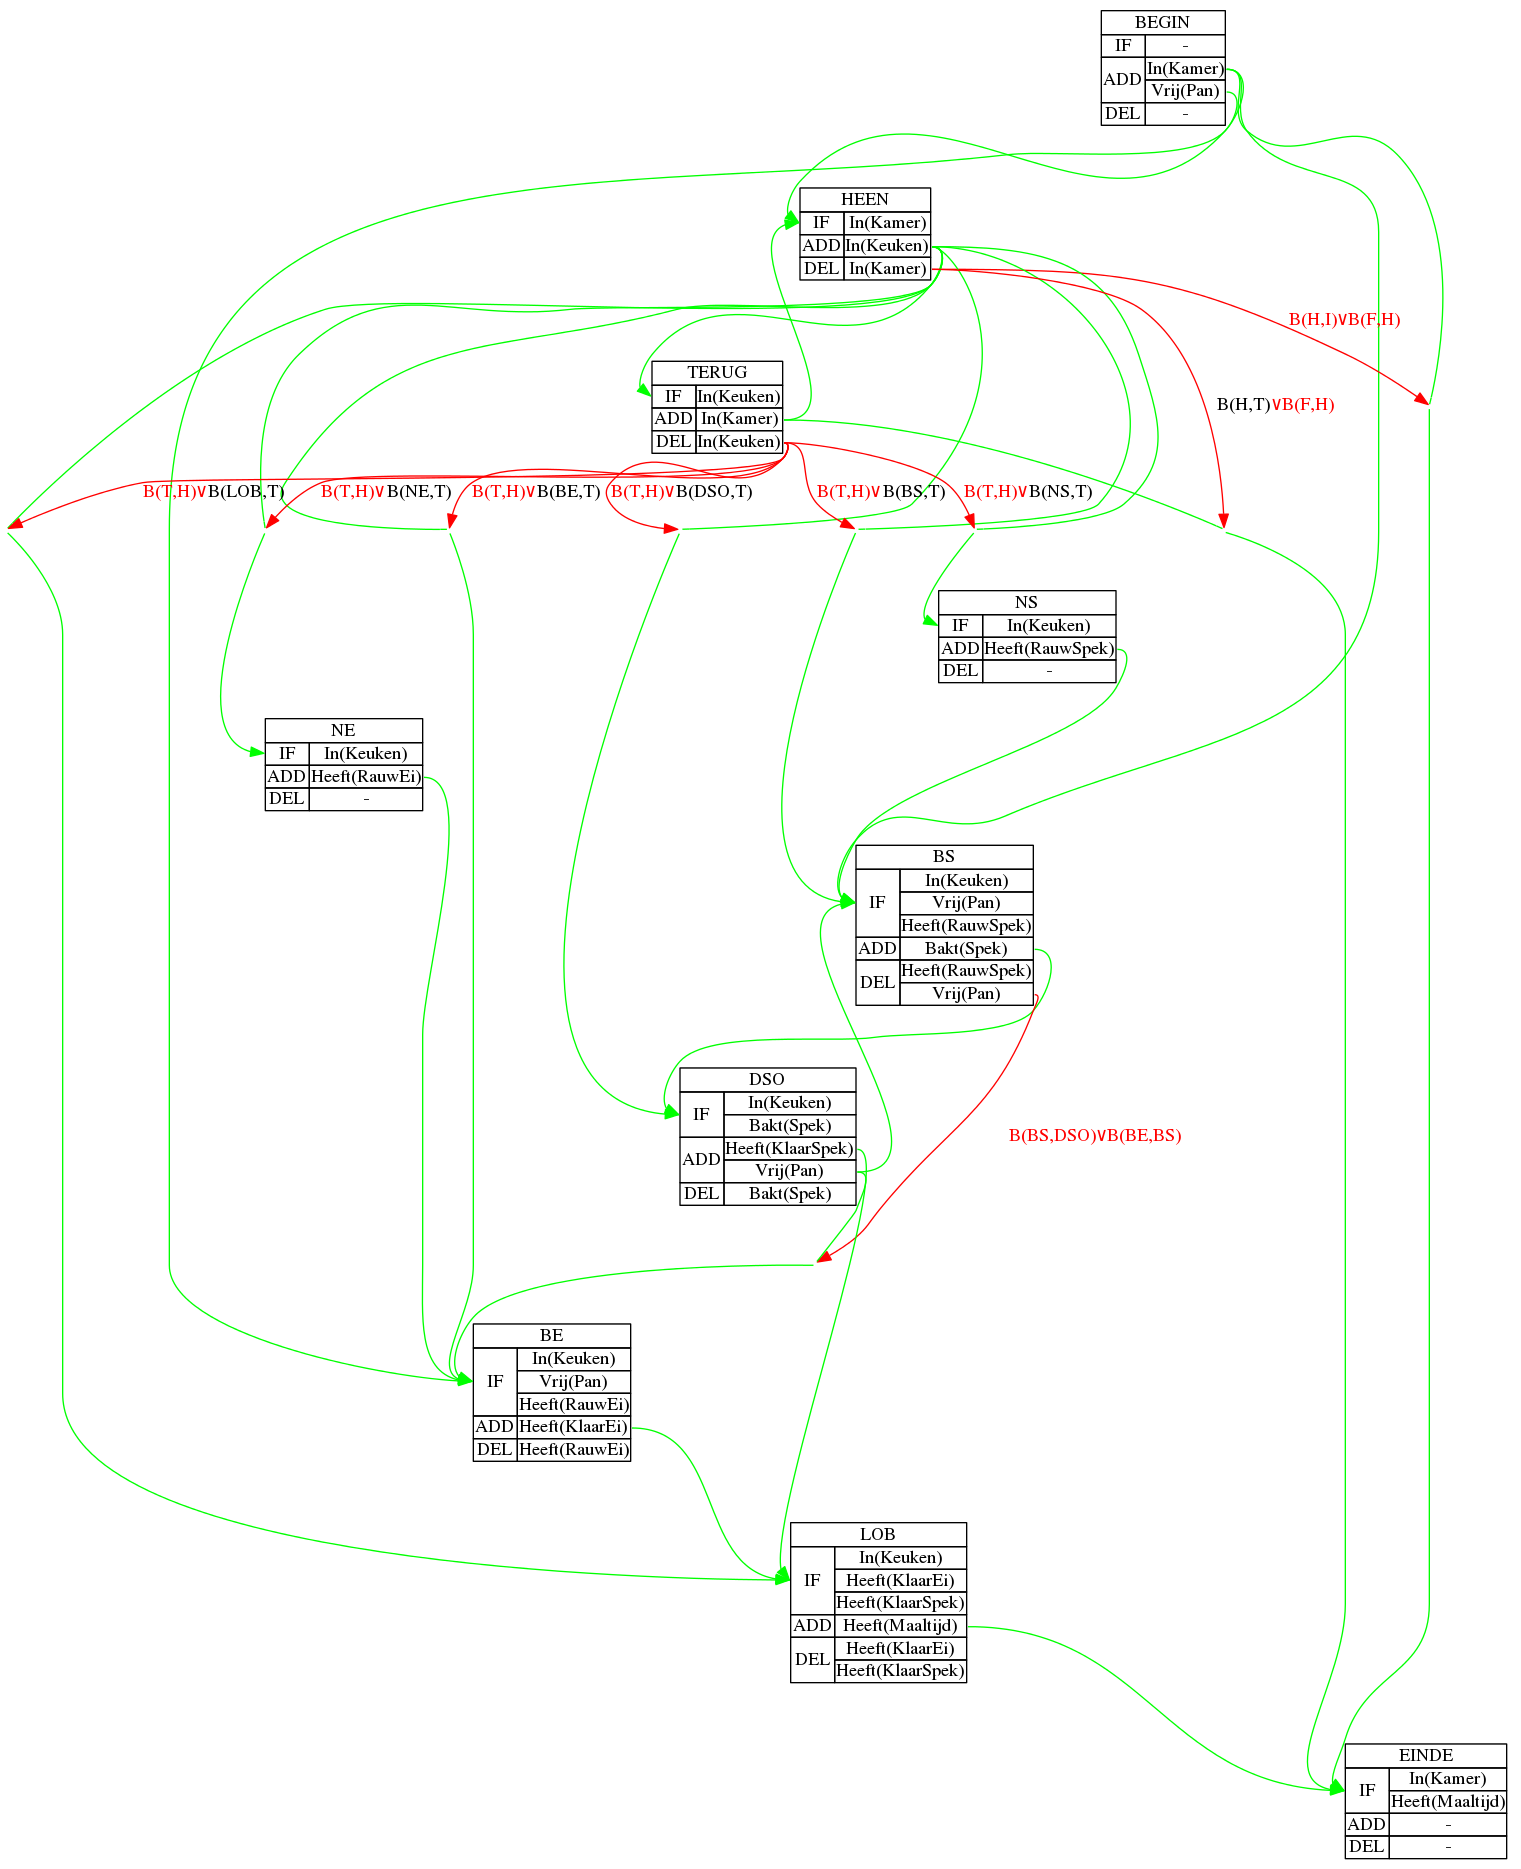 BEGIN
IF -
ADD In(Kamer)
Vrij(Pan)
DEL -
HEEN
IF In(Kamer)
ADD In(Keuken)
DEL In(Kamer)
B(H,I)∨B(F,H)
TERUG
IF In(Keuken)
ADD In(Kamer)
DEL In(Keuken)
B(H,T)∨B(F,H)
B(T,H)∨B(LOB,T)
B(T,H)∨B(NE,T)
B(T,H)∨B(BE,T)
B(T,H)∨B(DSO,T)
B(T,H)∨B(BS,T)
B(T,H)∨B(NS,T)
NS
IF In(Keuken)
ADD Heeft(RauwSpek)
DEL -
NE
IF In(Keuken)
ADD Heeft(RauwEi)
DEL -
BS
IF In(Keuken)
Vrij(Pan)
Heeft(RauwSpek)
ADD Bakt(Spek)
DEL Heeft(RauwSpek)
Vrij(Pan)
DSO
IF In(Keuken)
Bakt(Spek)
ADD Heeft(KlaarSpek)
Vrij(Pan)
DEL Bakt(Spek)
B(BS,DSO)∨B(BE,BS)
BE
IF In(Keuken)
Vrij(Pan)
Heeft(RauwEi)
ADD Heeft(KlaarEi)
DEL Heeft(RauwEi)
LOB
IF In(Keuken)
Heeft(KlaarEi)
Heeft(KlaarSpek)
ADD Heeft(Maaltijd)
DEL Heeft(KlaarEi)
Heeft(KlaarSpek)
EINDE
IF In(Kamer)
Heeft(Maaltijd)
ADD -
DEL -